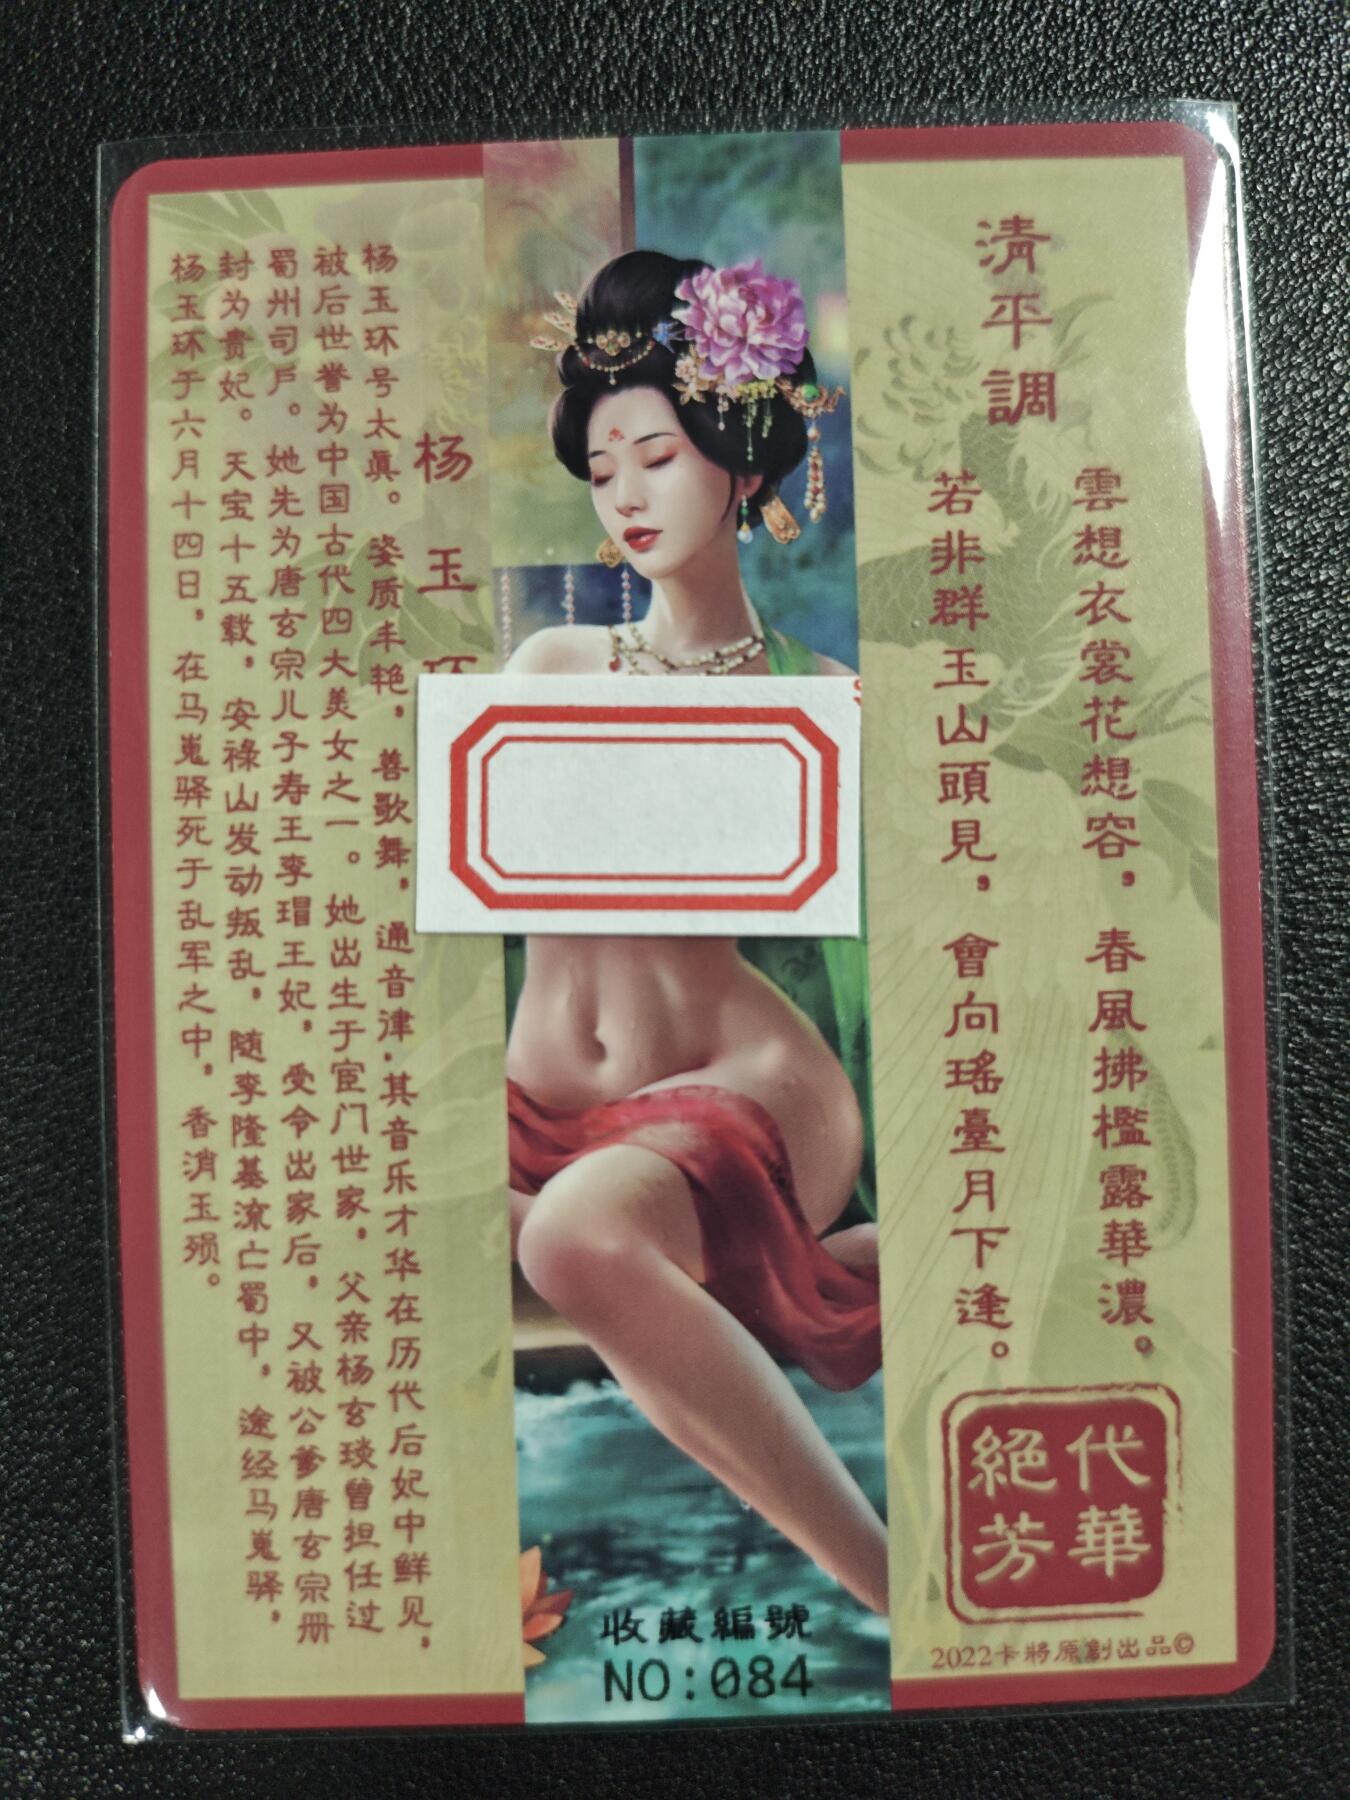 清平調
雲想衣裳花想容，春風拂檻露華濃。
若非群玉山頭見，會向瑤臺月下逢。
代華
絕芳
2022卡將原創出品©
收藏編號
NO:084
杨玉
杨玉环号太眞。姿质丰艳，善歌舞，通音律，其音乐才华在历代后妃中鲜见，
被后世誉为中国古代四大美女之一。她出生于宦门世家，父亲杨玄琰曾担任过
蜀州司戶。她先为唐玄宗儿子寿王李瑁王妃，受令出家后，又被公爹唐玄宗册
封为贵妃。天宝十五载，安祿山发动叛乱，随李隆基流亡蜀中，途经马嵬驿，
杨玉环于六月十四日，在马嵬驿死于乱军之中，香消玉殒。